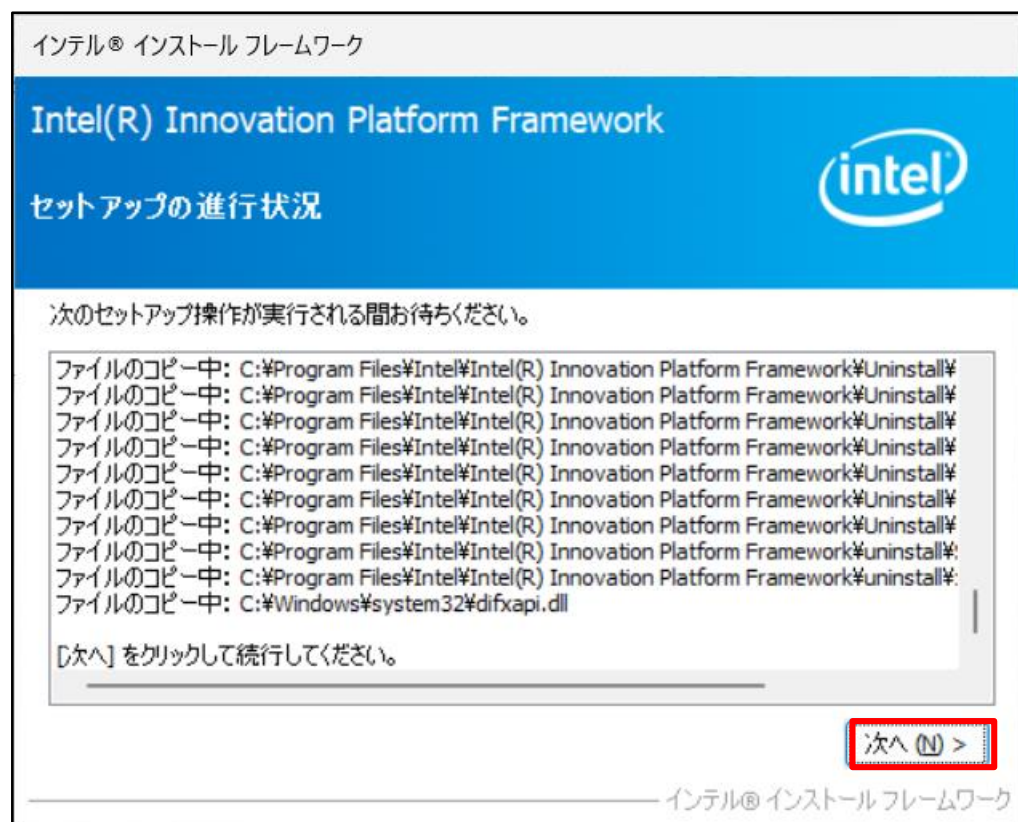 インテル® インストール フレームワーク
Intel(R) Innovation Platform Framework
intel
セットアップの進行状況
次のセットアップ操作が実行される間お待ちください。
ファイルのコピー中: C:¥Program Files¥Intel¥Intel(R) Innovation Platform Framework¥Uninstall¥
ファイルのコピー中: C:¥Program Files¥Intel¥Intel(R) Innovation Platform Framework¥Uninstall¥
ファイルのコピー中: C:¥Program Files¥Intel¥Intel(R) Innovation Platform Framework¥Uninstall¥
ファイルのコピー中: C:¥Program Files¥Intel¥Intel(R) Innovation Platform Framework¥Uninstall¥
ファイルのコピー中: C:¥Program Files¥Intel¥Intel(R) Innovation Platform Framework¥Uninstall¥
ファイルのコピー中: C:¥Program Files¥Intel¥Intel(R) Innovation Platform Framework¥Uninstall¥
ファイルのコピー中: C:¥Program Files¥Intel¥Intel(R) Innovation Platform Framework¥Uninstall¥
ファイルのコピー中: C:¥Program Files¥Intel¥Intel(R) Innovation Platform Framework¥uninstall¥
ファイルのコピー中: C:¥Program Files¥Intel¥Intel(R) Innovation Platform Framework¥uninstall¥
ファイルのコピー中: C:¥Windows¥system32¥difxapi.dll
[次へ] をクリックして続行してください。
次へ (N) >
インテル® インストール フレームワーク